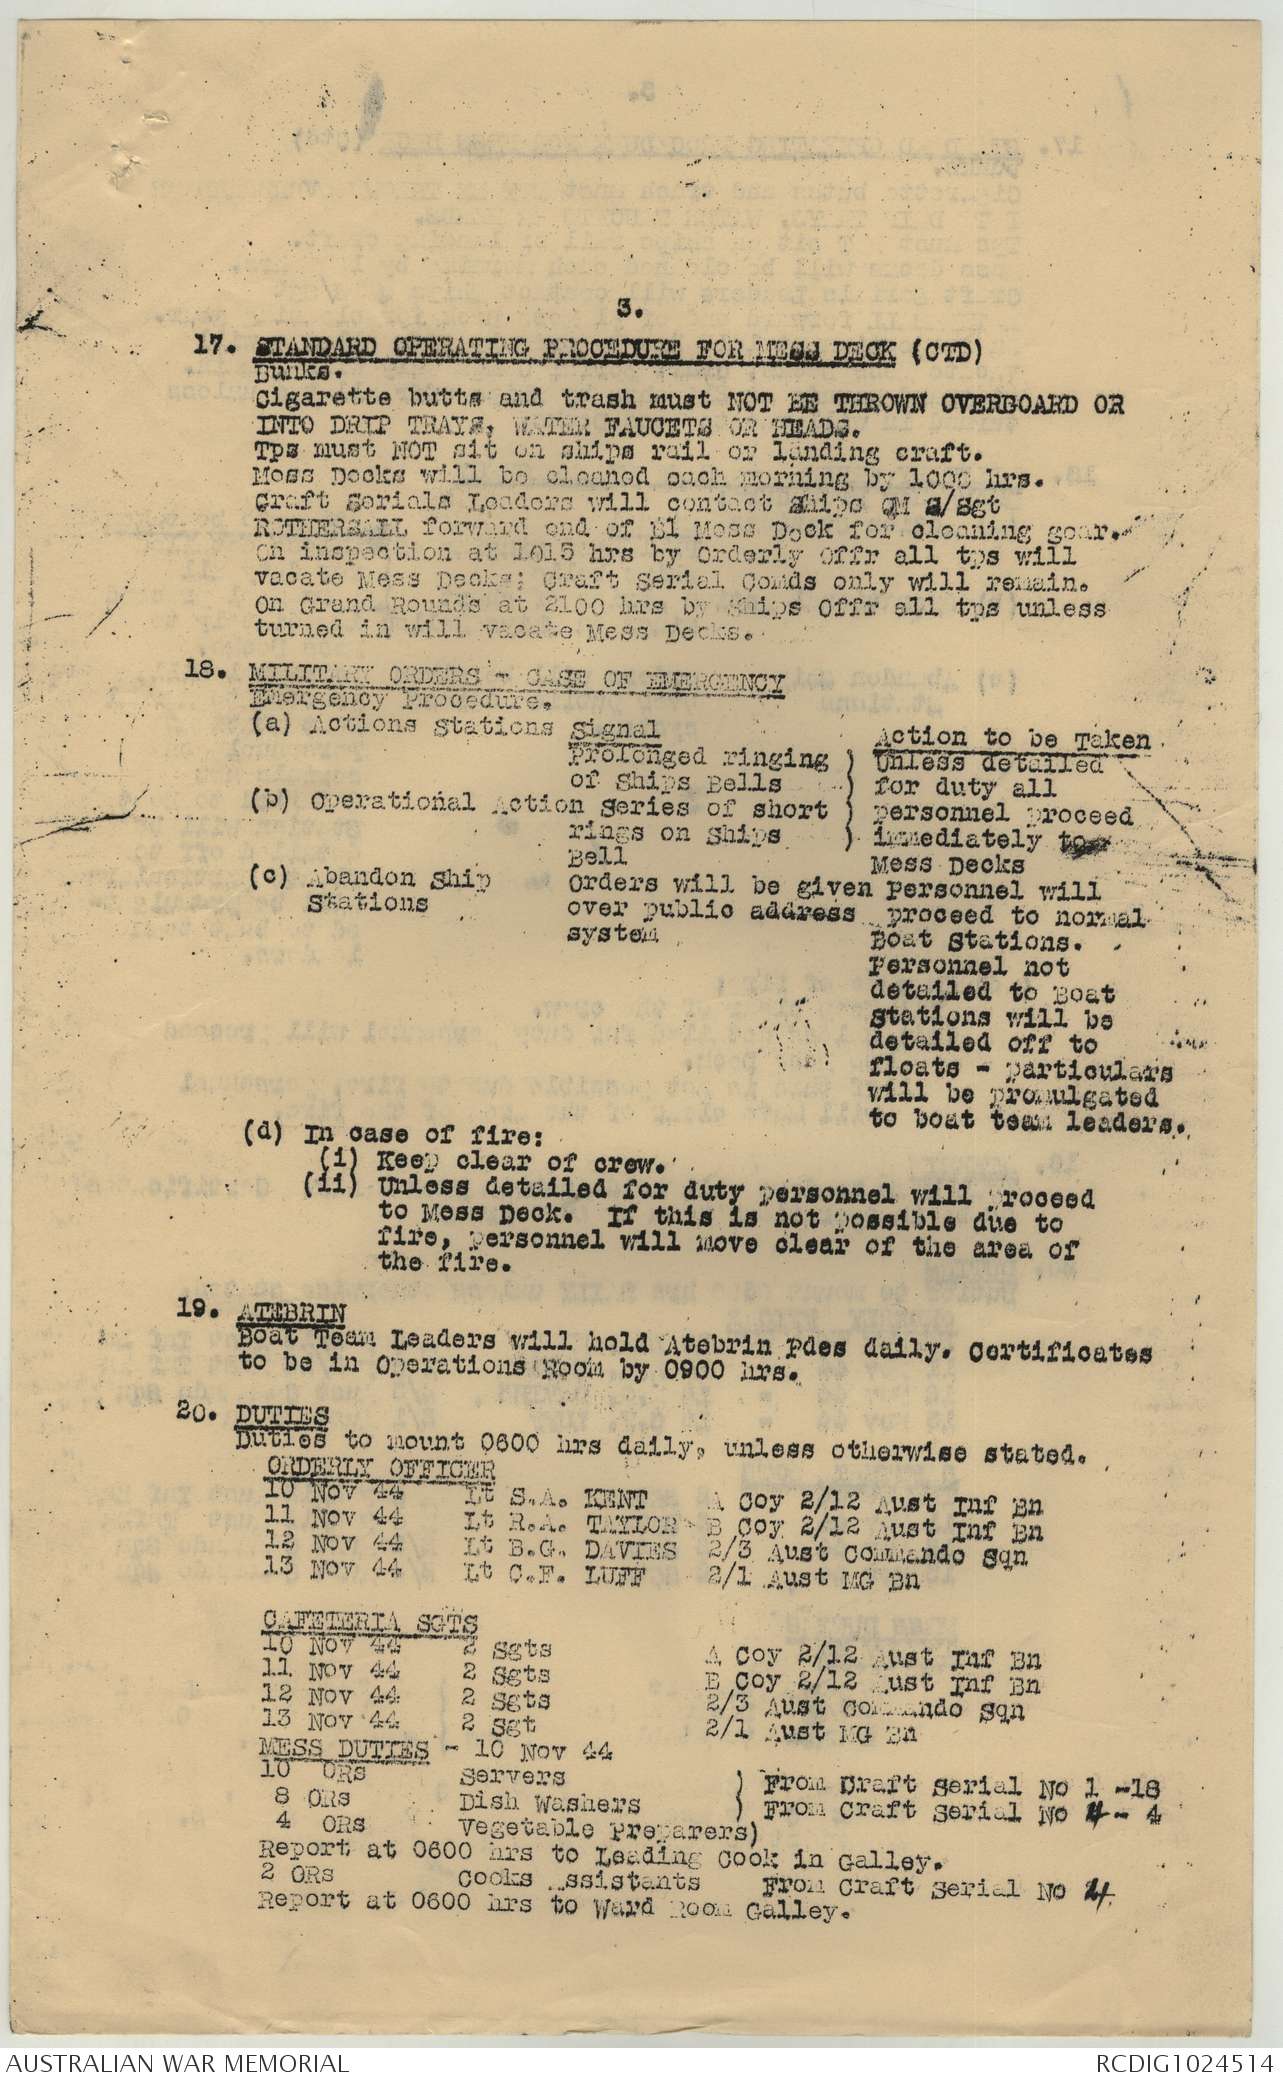 3.
17. STANDARD OPERATING PROCEDURE FOR MESS DECK (CTD)
Bunks.
Cigarette butts and trash must NOT BE THROWN OVERBOARD OR
INTO DRIP TRAYS, WATER FAUCETS OR HEADS.
Tps must NOT sit on ships rail or landing craft.
Mess Decks will be cleaned each morning by 1000 hrs.
Craft Serials Leaders will contact Ships QM S/Sgt
ROTHERSALL forward end of B1 Mess Deck for cleaning gear.
On inspection at 1015 hrs by Orderly Offr all tps will
vacate Mess Decks; Craft Serial Comds only will remain.
On Grand Rounds at 2100 hrs by Ships Offr all tps unless
turned in will vacate Mess Decks.
18. MILITARY ORDERS - CASE OF EMERGENCY
Emergency Procedure.
(a) Actions Stations Signal Action to be Taken
Prolonged ringing ) Unless detailed
of Ships Bells ) for duty all
(b) Operational Action Series of short ) personnel proceed
rings on Ships ) immediately to
Bell Mess Decks
(c) Abandon Ship Orders will be given Personnel will
Stations over public address proceed to normal
system Boat Stations.
Personnel not
detailed to Boat
Stations will be
detailed off to
floats - particulars
will be promulgated
to boat team leaders.
(d) In case of fire:
(i) Keep clear of crew.
(ii) Unless detailed for duty personnel will proceed
to Mess Deck. If this is not possible due to
fire, personnel will move clear of the area of
the fire.
19. ATEBRIN
Boat Team Leaders will hold Atebrin Pdes daily. Certificates
to be in Operations Room by 0900 hrs.
20. DUTIES
Duties to mount 0600 hrs daily, unless otherwise stated.
ORDERLY OFFICER
10 Nov 44 Lt S.A. KENT A Coy 2/12 Aust Inf Bn
11 Nov 44 Lt R.A. TAYLOR B Coy 2/12 Aust Inf Bn
12 Nov 44 Lt B.G. DAVIES 2/3 Aust Commando Sqn
13 Nov 44 Lt C.F. LUFF 2/1 Aust MG Bn
CAFETERIA SGTS
10 Nov 44 2 Sgts A Coy 2/12 Aust Inf Bn
11 Nov 44 2 Sgts B Coy 2/12 Aust Inf Bn
12 Nov 44 2 Sgts 2/3 Aust Commando Sqn
13 Nov 44 2 Sgt 2/1 Aust MG Bn
MESS DUTIES - 10 Nov 44
10 ORs Servers ) From Craft Serial No 1 -18
8 ORs Dish Washers ) From Craft Serial No 4 - 4
4 ORs Vegetable Preparers)
Report at 0600 hrs to Leading Cook in Galley.
2 ORs Cooks Assistants From Craft Serial No 4
Report at 0600 hrs to Ward Room Galley.
AUSTRALIAN WAR MEMORIAL RCDIG1024514